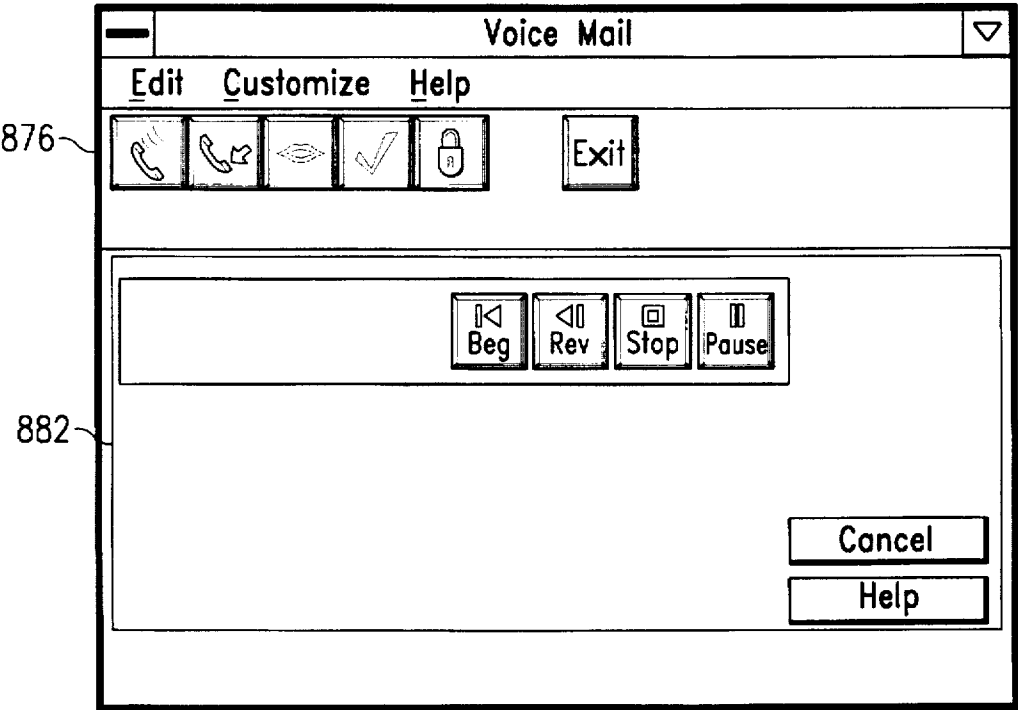 Voice Mail
Edit Customize Help
876
Exit
Beg Rev Stop Pause
882
Cancel
Help